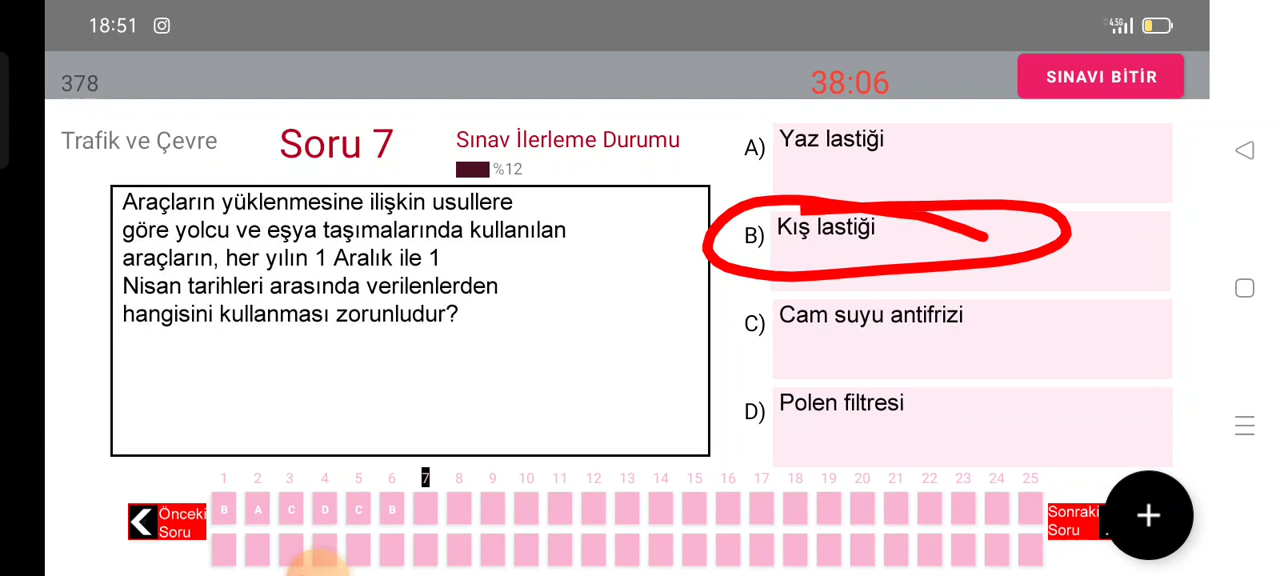 18:51
4.5G
378
38:06
SINAVI BİTİR
Trafik ve Çevre
Soru 7
Sınav İlerleme Durumu
%12
Araçların yüklenmesine ilişkin usullere
göre yolcu ve eşya taşımalarında kullanılan
araçların, her yılın 1 Aralık ile 1
Nisan tarihleri arasında verilenlerden
hangisini kullanması zorunludur?
A) Yaz lastiği
B) Kış lastiği
C) Cam suyu antifrizi
D) Polen filtresi
1 2 3 4 5 6 7 8 9 10 11 12 13 14 15 16 17 18 19 20 21 22 23 24 25
B A C D C B
Önceki
Soru
Sonraki
Soru